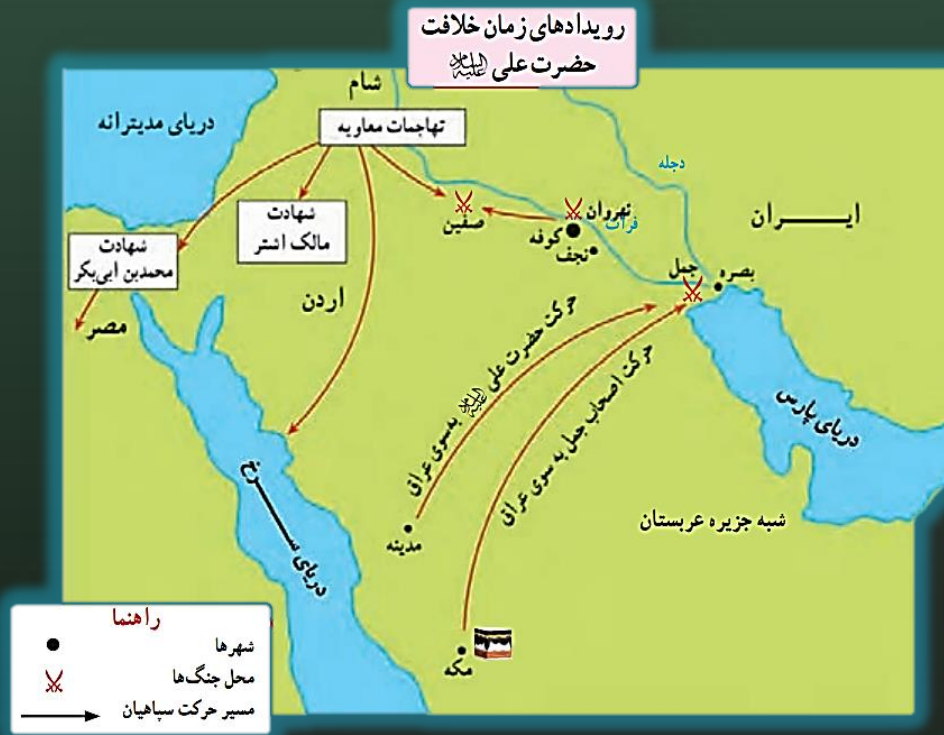 رویدادهای زمان خلافت
حضرت علی علیه‌السلام
شام
تهاجمات معاویه
دریای مدیترانه
دجله
ایران
شهادت
مالک اشتر
صفین
نهروان
فرات
کوفه
نجف
شهادت
محمدبن ابی‌بکر
مصر
اردن
جمل
بصره
حرکت حضرت علی علیه‌السلام به‌سوی عراق
حرکت اصحاب جمل به سوی عراق
دریای پارس
دریای سرخ
شبه جزیره عربستان
مدینه
مکه
راهنما
شهرها
محل جنگ‌ها
مسیر حرکت سپاهیان